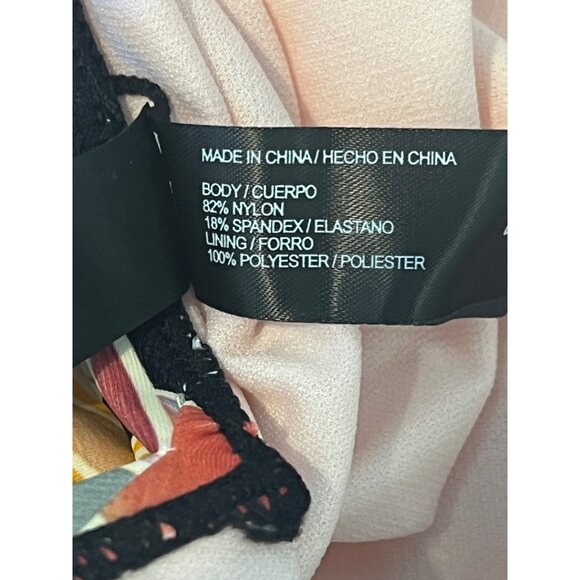 MADE IN CHINA / HECHO EN CHINA
BODY / CUERPO
82% NYLON
18% SPANDEX / ELASTANO
LINING / FORRO
100% POLYESTER / POLIESTER